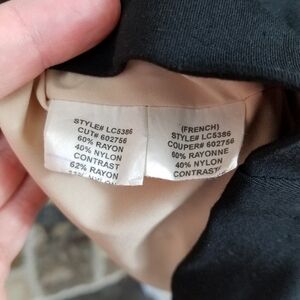 STYLE# LC5386
CUT# 602756
60% RAYON
40% NYLON
CONTRAST
62% RAYON
(FRENCH)
STYLE# LC5386
COUPER# 602756
60% RAYONNE
40% NYLON
CONTRAST